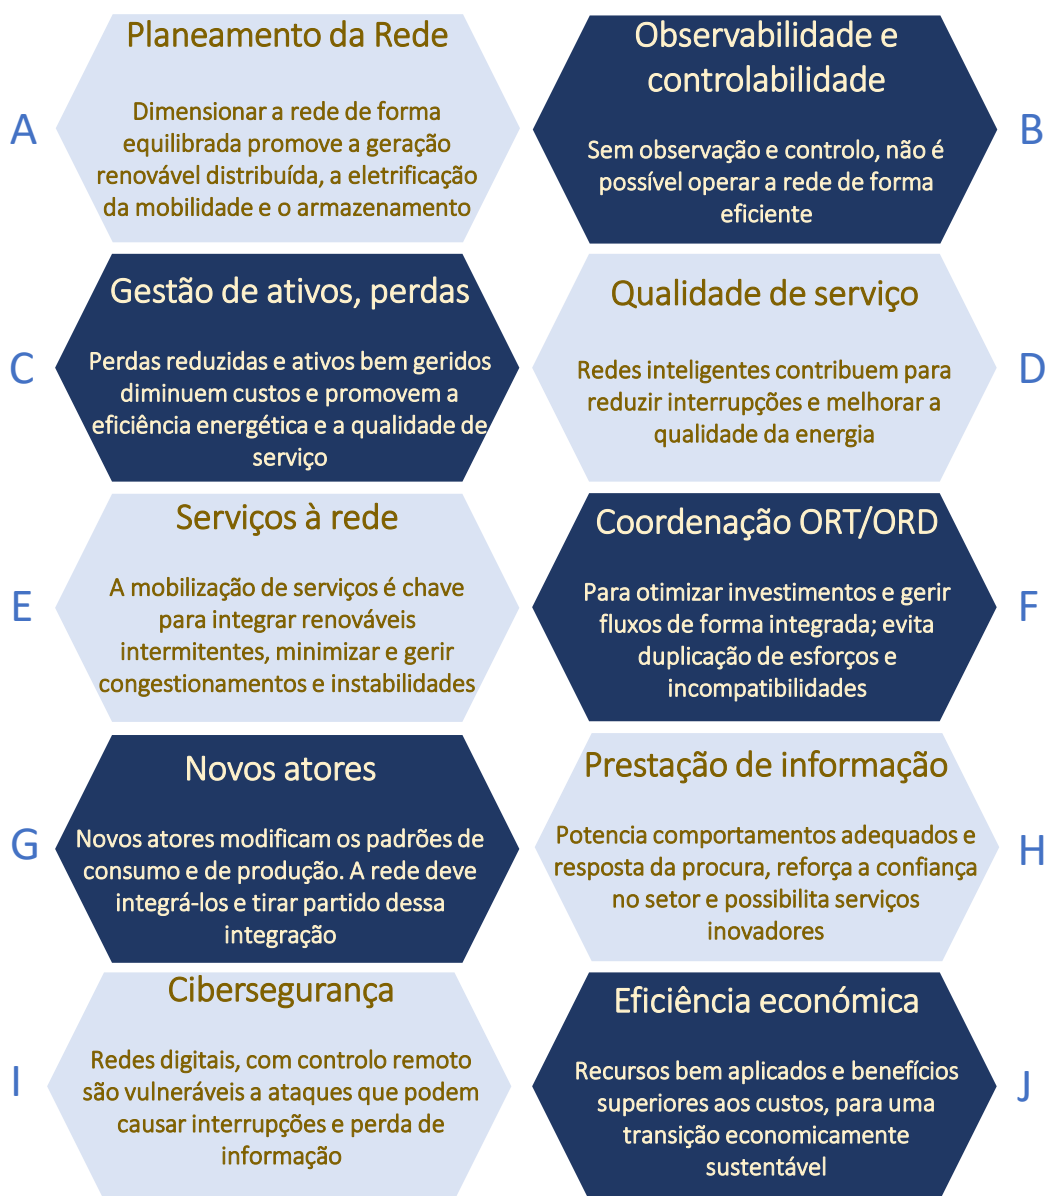 Planeamento da Rede
A
Dimensionar a rede de forma
equilibrada promove a geração
renovável distribuída, a eletrificação
da mobilidade e o armazenamento
Observabilidade e
controlabilidade
B
Sem observação e controlo, não é
possível operar a rede de forma
eficiente
Gestão de ativos, perdas
C
Perdas reduzidas e ativos bem geridos
diminuem custos e promovem a
eficiência energética e a qualidade de
serviço
Qualidade de serviço
D
Redes inteligentes contribuem para
reduzir interrupções e melhorar a
qualidade da energia
Serviços à rede
E
A mobilização de serviços é chave
para integrar renováveis
intermitentes, minimizar e gerir
congestionamentos e instabilidades
Coordenação ORT/ORD
F
Para otimizar investimentos e gerir
fluxos de forma integrada; evita
duplicação de esforços e
incompatibilidades
Novos atores
G
Novos atores modificam os padrões de
consumo e de produção. A rede deve
integrá-los e tirar partido dessa
integração
Prestação de informação
H
Potencia comportamentos adequados e
resposta da procura, reforça a confiança
no setor e possibilita serviços
inovadores
Cibersegurança
I
Redes digitais, com controlo remoto
são vulneráveis a ataques que podem
causar interrupções e perda de
informação
Eficiência económica
J
Recursos bem aplicados e benefícios
superiores aos custos, para uma
transição economicamente
sustentável